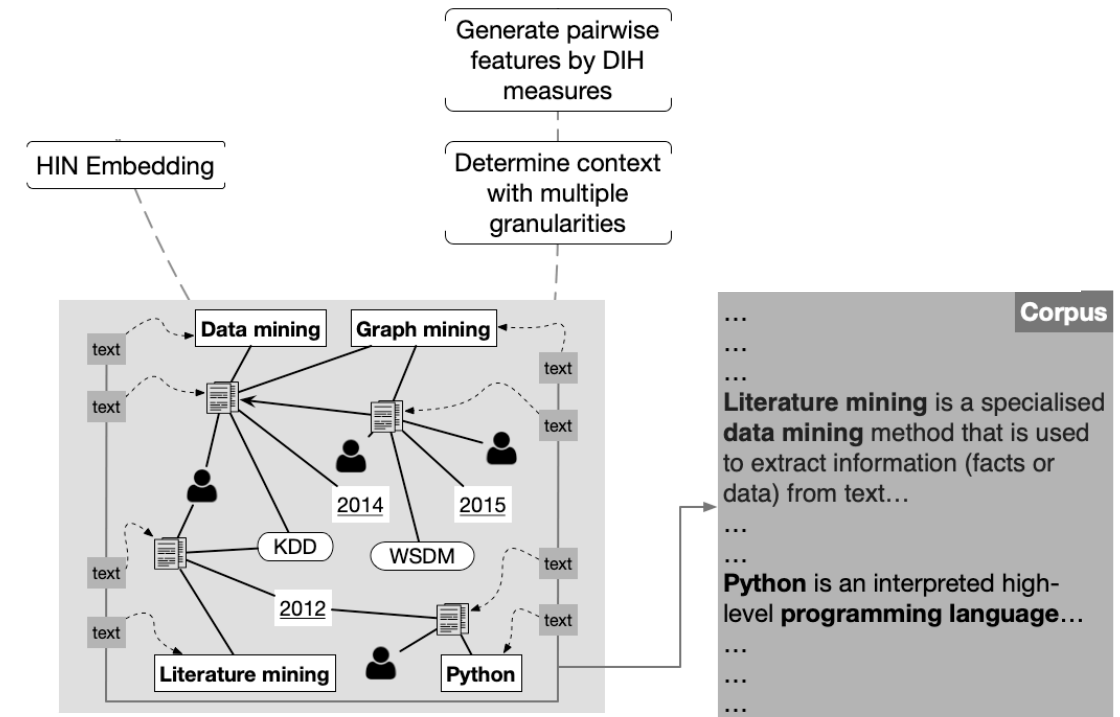 Generate pairwise
features by DIH
measures
HIN Embedding
Determine context
with multiple
granularities
Data mining
Graph mining
text
text
text
text
2014
2015
KDD
WSDM
text
text
2012
text
text
Literature mining
Python
Corpus
…
…
…
Literature mining is a specialised
data mining method that is used
to extract information (facts or
data) from text…
…
…
Python is an interpreted high-
level programming language…
…
…
…